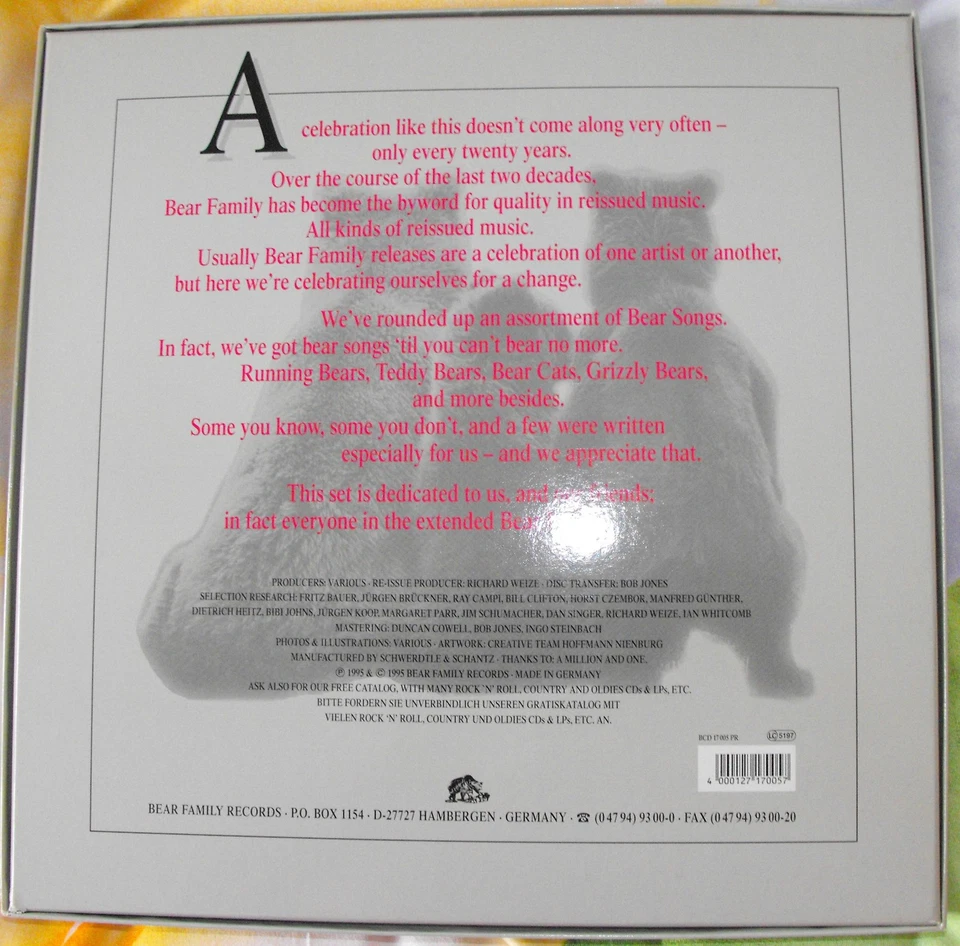 A celebration like this doesn't come along very often –
only every twenty years.
Over the course of the last two decades,
Bear Family has become the byword for quality in reissued music.
All kinds of reissued music.
Usually Bear Family releases are a celebration of one artist or another,
but here we're celebrating ourselves for a change.
We've rounded up an assortment of Bear Songs.
In fact, we've got bear songs ‘til you can't bear no more.
Running Bears, Teddy Bears, Bear Cats, Grizzly Bears,
and more besides.
Some you know, some you don't, and a few were written
especially for us – and we appreciate that.
This set is dedicated to us, and
in fact everyone in the extended
PRODUCERS: VARIOUS · RE-ISSUE PRODUCER: RICHARD WEIZE · DISC TRANSFER: BOB JONES
SELECTION RESEARCH: FRITZ BAUER, JÜRGEN BRÜCKNER, RAY CAMPI, BILL CLIFTON, HORST CZEMBOR, MANFRED GÜNTHER,
DIETRICH HEITZ, BIBI JOHNS, JÜRGEN KOOP, MARGARET PARR, JIM SCHUMACHER, DAN SINGER, RICHARD WEIZE, IAN WHITCOMB
MASTERING: DUNCAN COWELL, BOB JONES, INGO STEINBACH
PHOTOS & ILLUSTRATIONS: VARIOUS · ARTWORK: CREATIVE TEAM HOFFMANN NIENBURG
MANUFACTURED BY SCHWERDTLE & SCHANTZ · THANKS TO: A MILLION AND ONE.
℗ 1995 & © 1995 BEAR FAMILY RECORDS · MADE IN GERMANY
ASK ALSO FOR OUR FREE CATALOG, WITH MANY ROCK 'N' ROLL, COUNTRY AND OLDIES CDs & LPs, ETC.
BITTE FORDERN SIE UNVERBINDLICH UNSEREN GRATISKATALOG MIT
VIELEN ROCK 'N' ROLL, COUNTRY UND OLDIES CDs & LPs, ETC. AN.
BCD 17005 PR LC 5197
4 000127 170057
BEAR FAMILY RECORDS · P.O. BOX 1154 · D-27727 HAMBERGEN · GERMANY · ☎ (0 47 94) 93 00-0 · FAX (0 47 94) 93 00-20